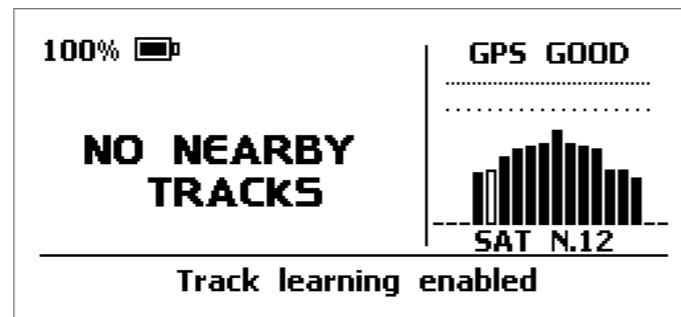 100%
GPS GOOD
NO NEARBY
TRACKS
SAT N.12
Track learning enabled